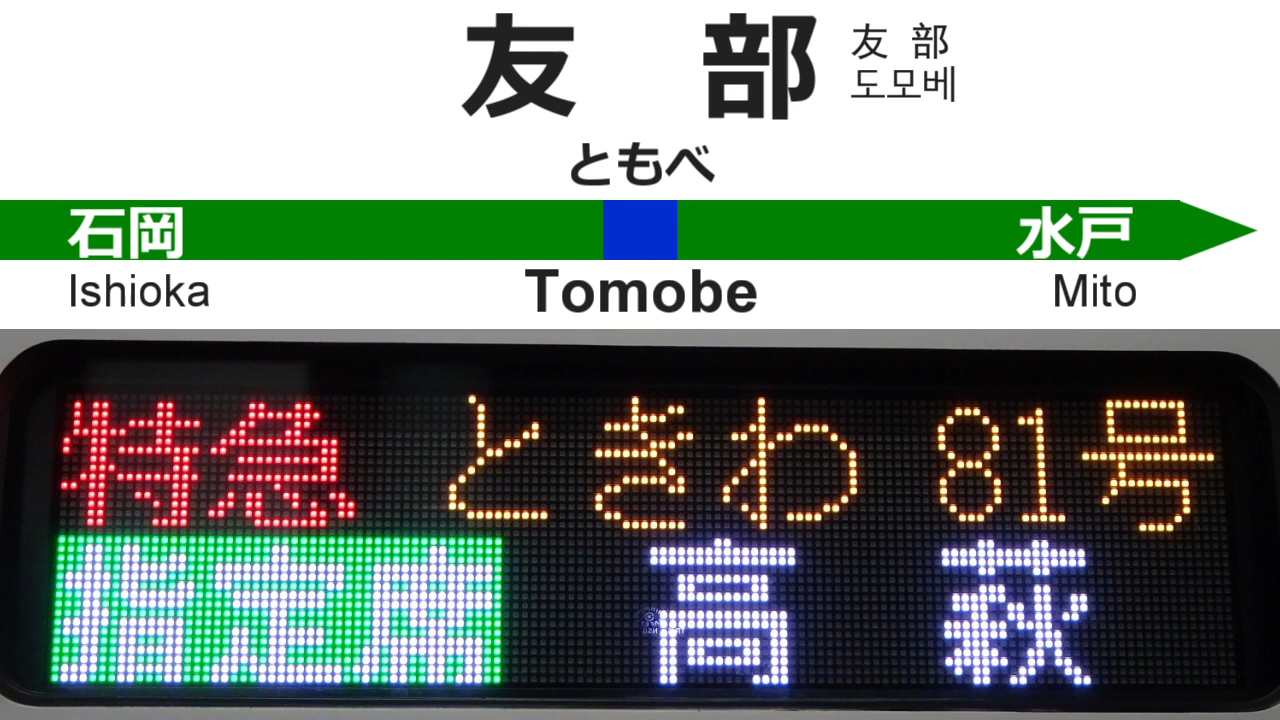 友部 友部
도모베
ともべ
石岡 水戸
Ishioka Tomobe Mito
特急 ときわ 81号
指定席 高萩